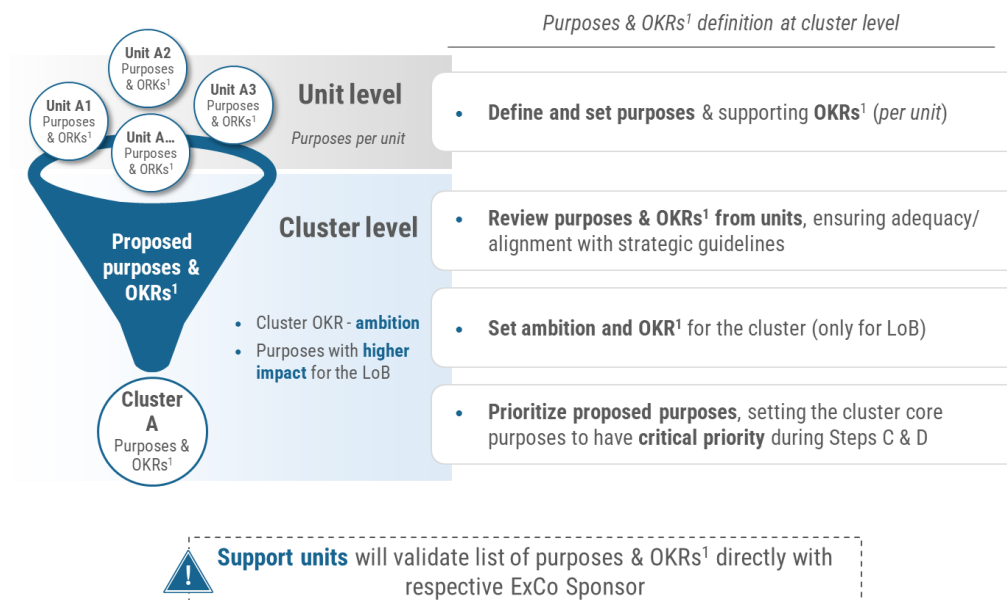 Purposes & OKRs¹ definition at cluster level
Unit A2
Purposes
& ORKs¹
Unit A1
Purposes
& ORKs¹
Unit A3
Purposes
& ORKs¹
Unit A...
Purposes
& ORKs¹
Unit level
Purposes per unit
• Define and set purposes & supporting OKRs¹ (per unit)
Proposed
purposes &
OKRs¹
Cluster level
• Cluster OKR - ambition
• Purposes with higher
impact for the LoB
• Review purposes & OKRs¹ from units, ensuring adequacy/
alignment with strategic guidelines
• Set ambition and OKR¹ for the cluster (only for LoB)
• Prioritize proposed purposes, setting the cluster core
purposes to have critical priority during Steps C & D
Cluster
A
Purposes &
OKRs¹
!
Support units will validate list of purposes & OKRs¹ directly with
respective ExCo Sponsor